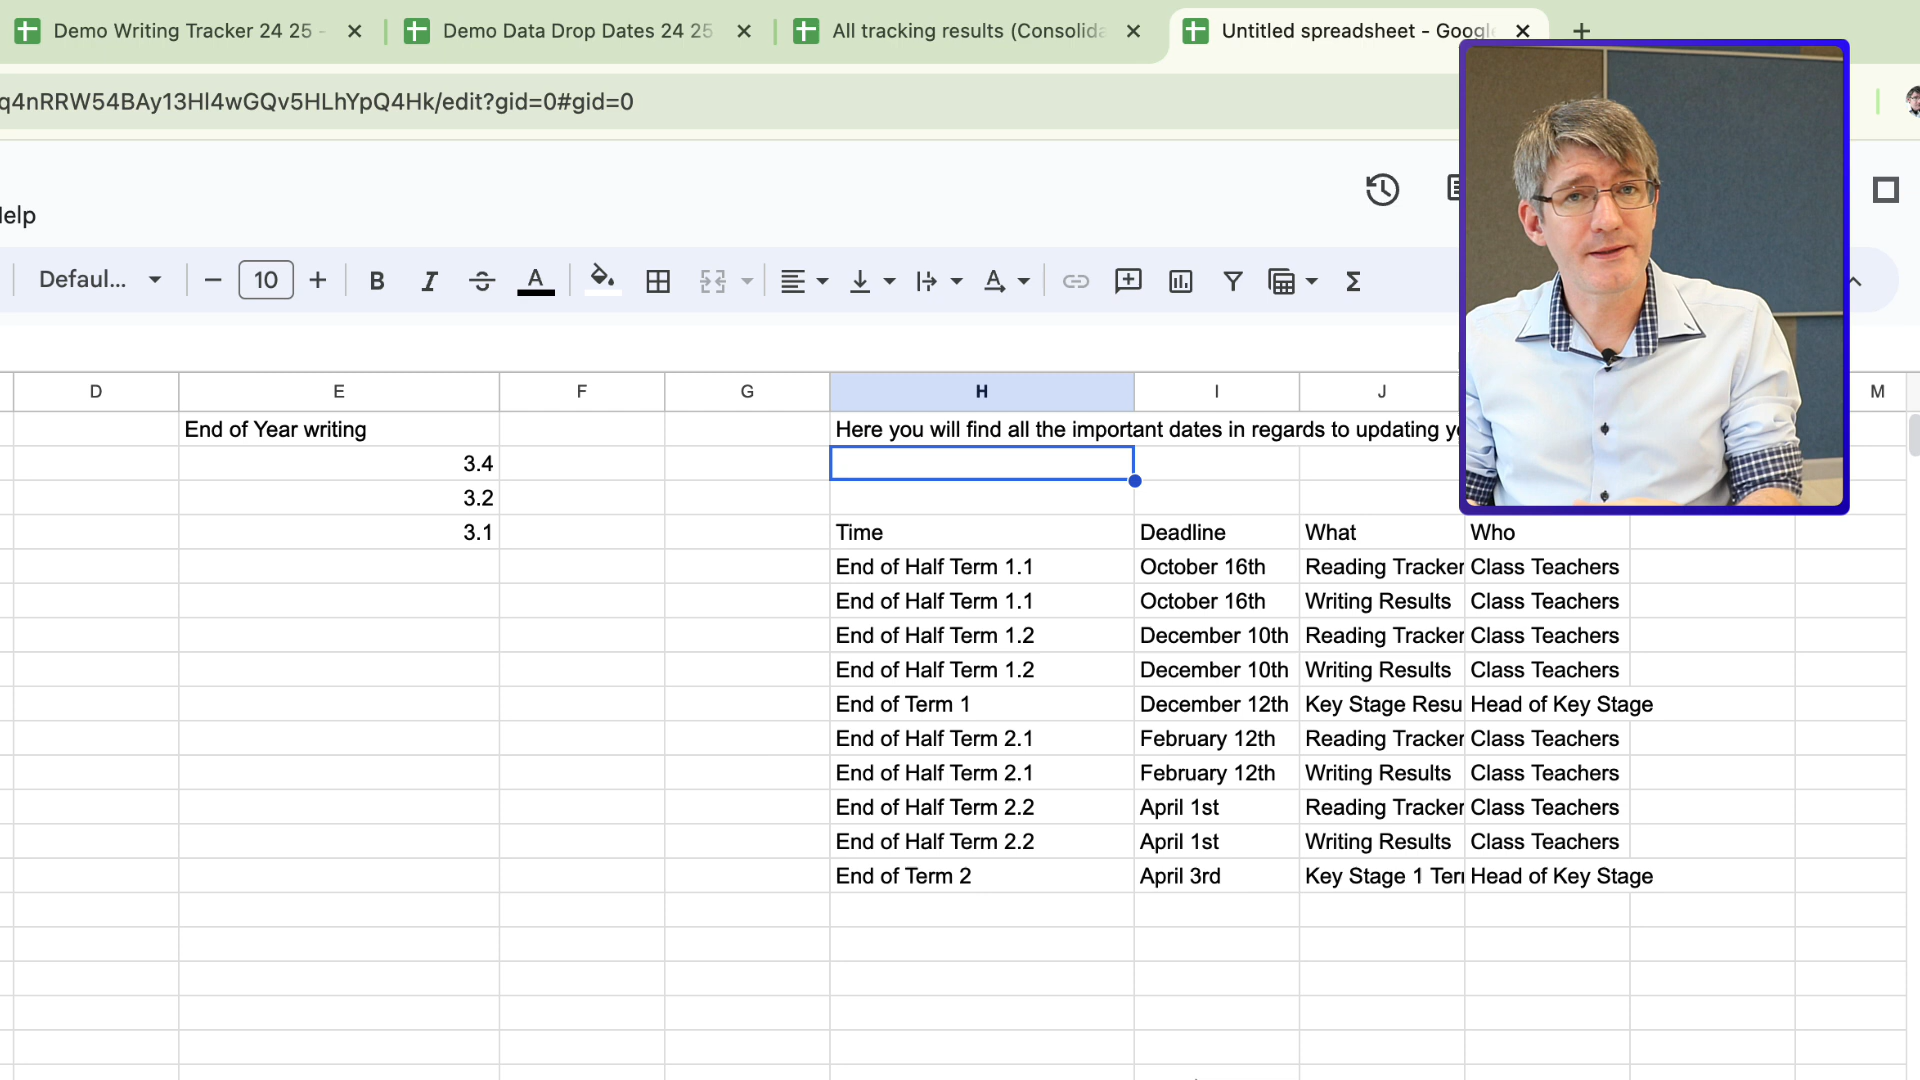 Demo Writing Tracker 24 25 - Demo Data Drop Dates 24 25 All tracking results (Consolida Untitled spreadsheet - Googl
q4nRRW54BAy13Hl4wGQv5HLhYpQ4Hk/edit?gid=0#gid=0
Help
Defaul... 10 B I A A Σ
D E F G H I J M
End of Year writing Here you will find all the important dates in regards to updating
3.4
3.2
3.1 Time Deadline What Who
End of Half Term 1.1 October 16th Reading Tracker Class Teachers
End of Half Term 1.1 October 16th Writing Results Class Teachers
End of Half Term 1.2 December 10th Reading Tracker Class Teachers
End of Half Term 1.2 December 10th Writing Results Class Teachers
End of Term 1 December 12th Key Stage Resu Head of Key Stage
End of Half Term 2.1 February 12th Reading Tracker Class Teachers
End of Half Term 2.1 February 12th Writing Results Class Teachers
End of Half Term 2.2 April 1st Reading Tracker Class Teachers
End of Half Term 2.2 April 1st Writing Results Class Teachers
End of Term 2 April 3rd Key Stage 1 Ter Head of Key Stage